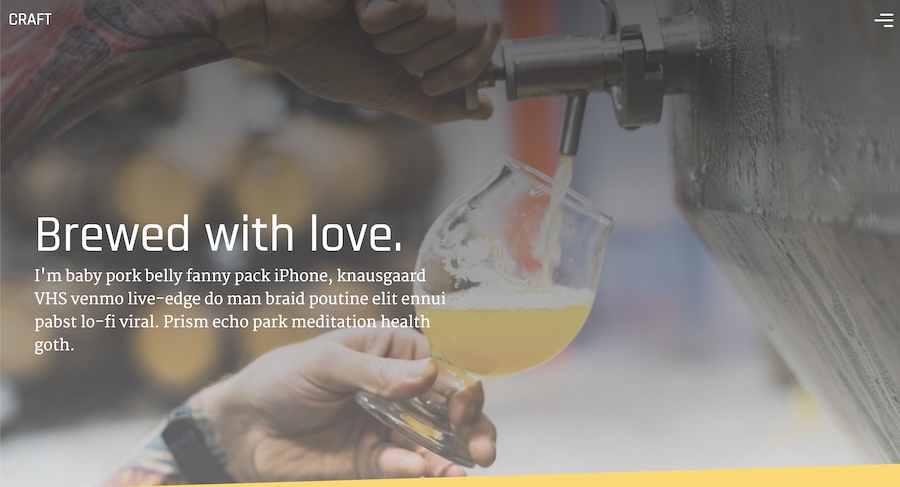 CRAFT
Brewed with love.
I'm baby pork belly fanny pack iPhone, knausgaard
VHS venmo live-edge do man braid poutine elit ennui
pabst lo-fi viral. Prism echo park meditation health
goth.